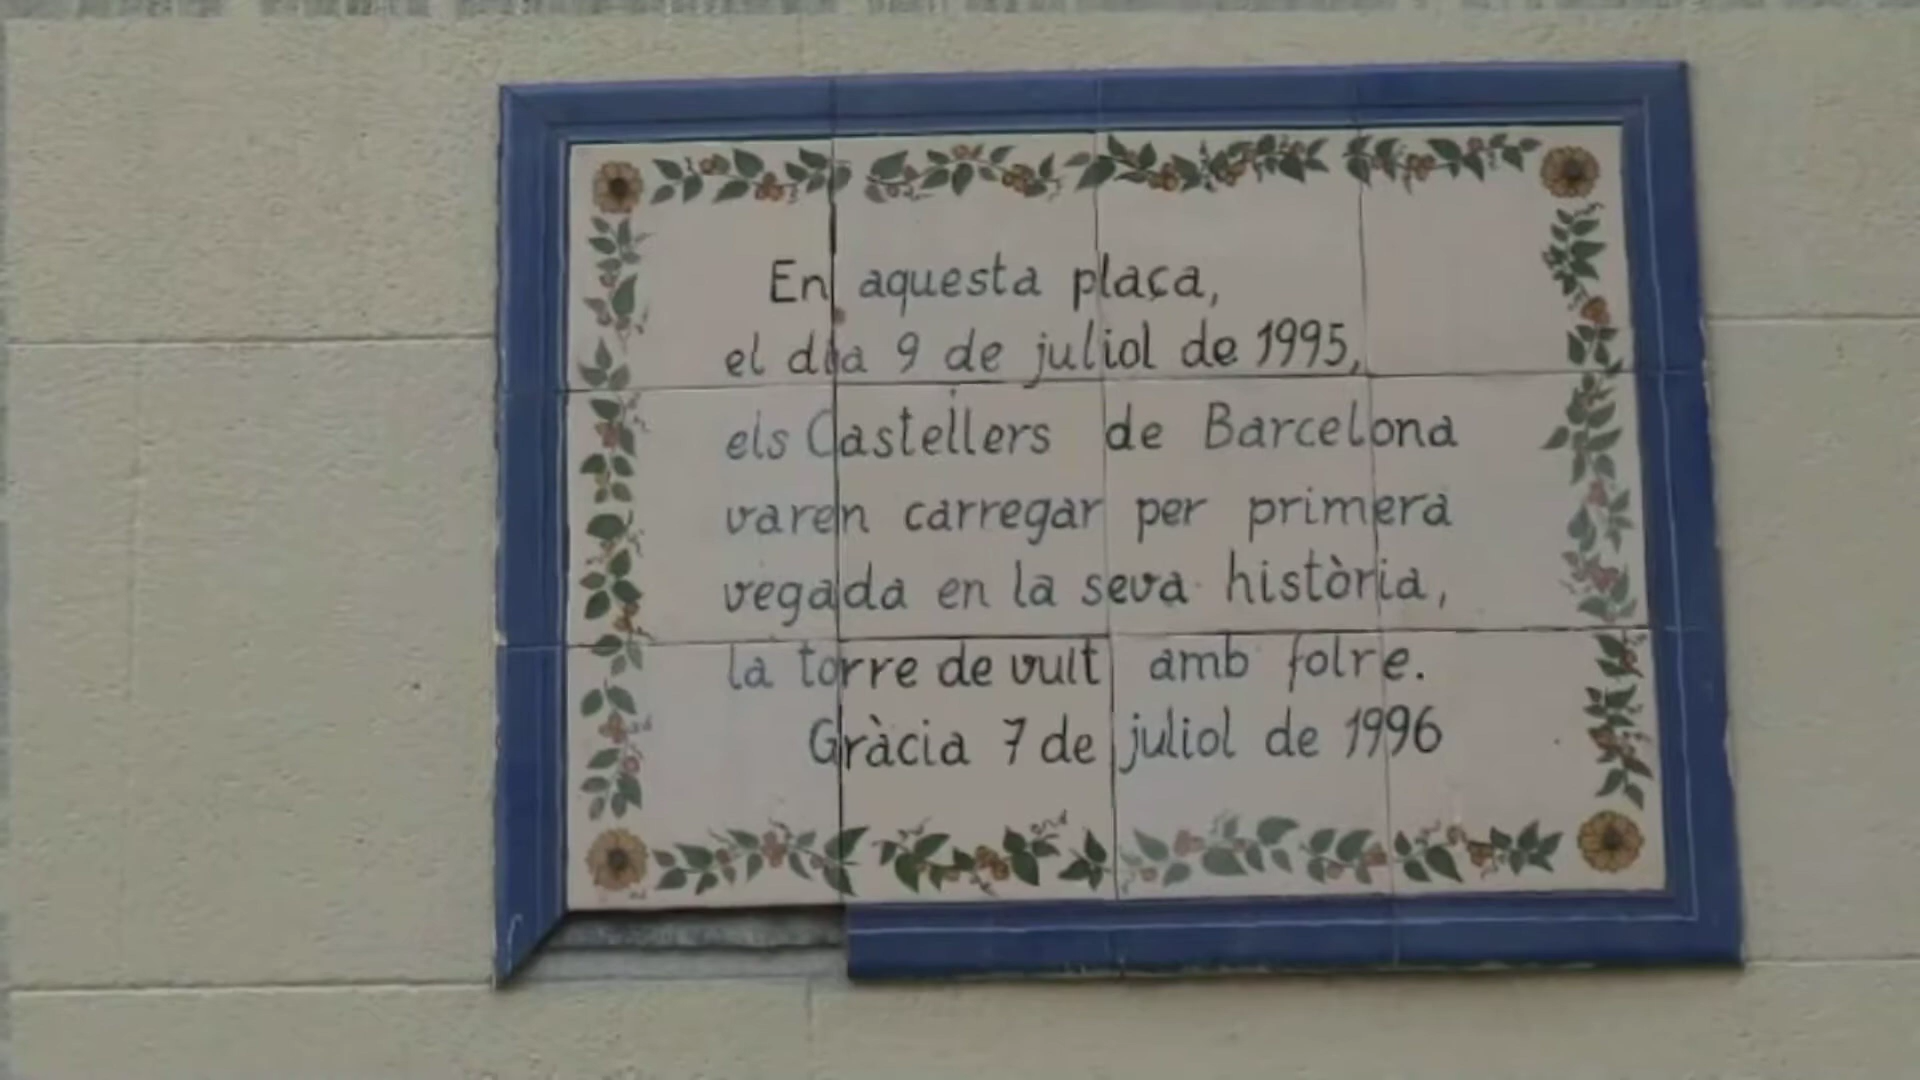 En aquesta plaça,
el dia 9 de juliol de 1995,
els Castellers de Barcelona
varen carregar per primera
vegada en la seva història,
la torre de vuit amb folre.
Gràcia 7 de juliol de 1996